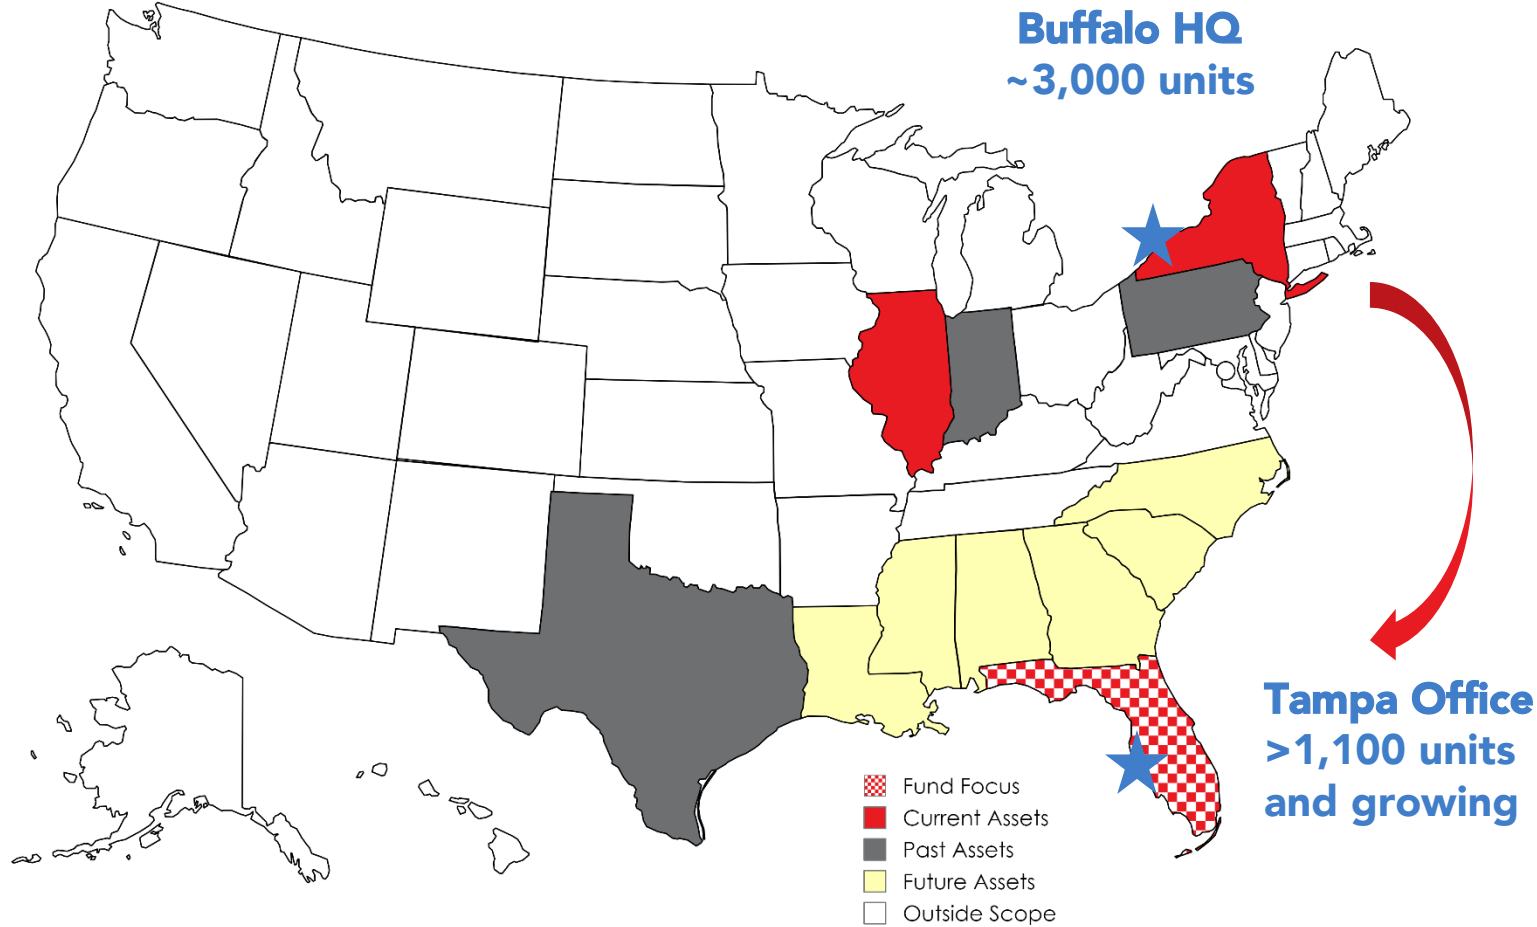 Buffalo HQ
~3,000 units
Tampa Office
>1,100 units
and growing
Fund Focus
Current Assets
Past Assets
Future Assets
Outside Scope